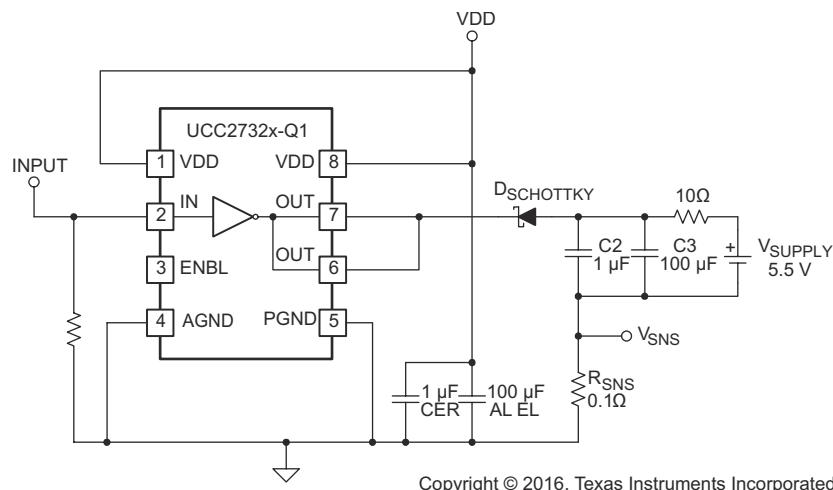 VDD
UCC2732x-Q1
INPUT
1 VDD
VDD 8
DSCHOTTKY
10Ω
2 IN
OUT 7
C2
1 µF
C3
100 µF
+
VSUPPLY
5.5 V
3 ENBL
OUT 6
4 AGND
PGND 5
VSNS
1 µF
CER
100 µF
AL EL
RSNS
0.1Ω
Copyright © 2016, Texas Instruments Incorporated